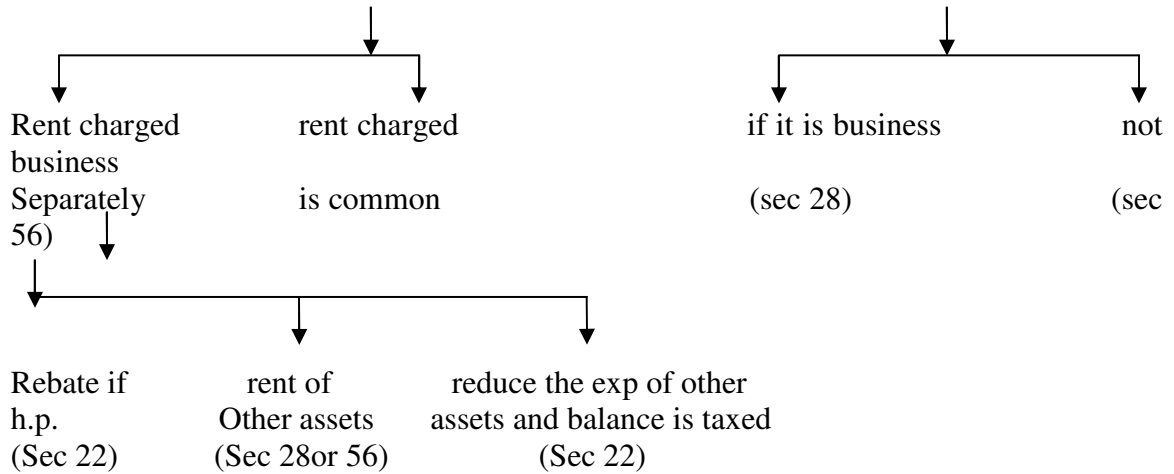 Rent charged rent charged if it is business not
business
Separately is common (sec 28) (sec
56)
Rebate if rent of reduce the exp of other
h.p. Other assets assets and balance is taxed
(Sec 22) (Sec 28or 56) (Sec 22)